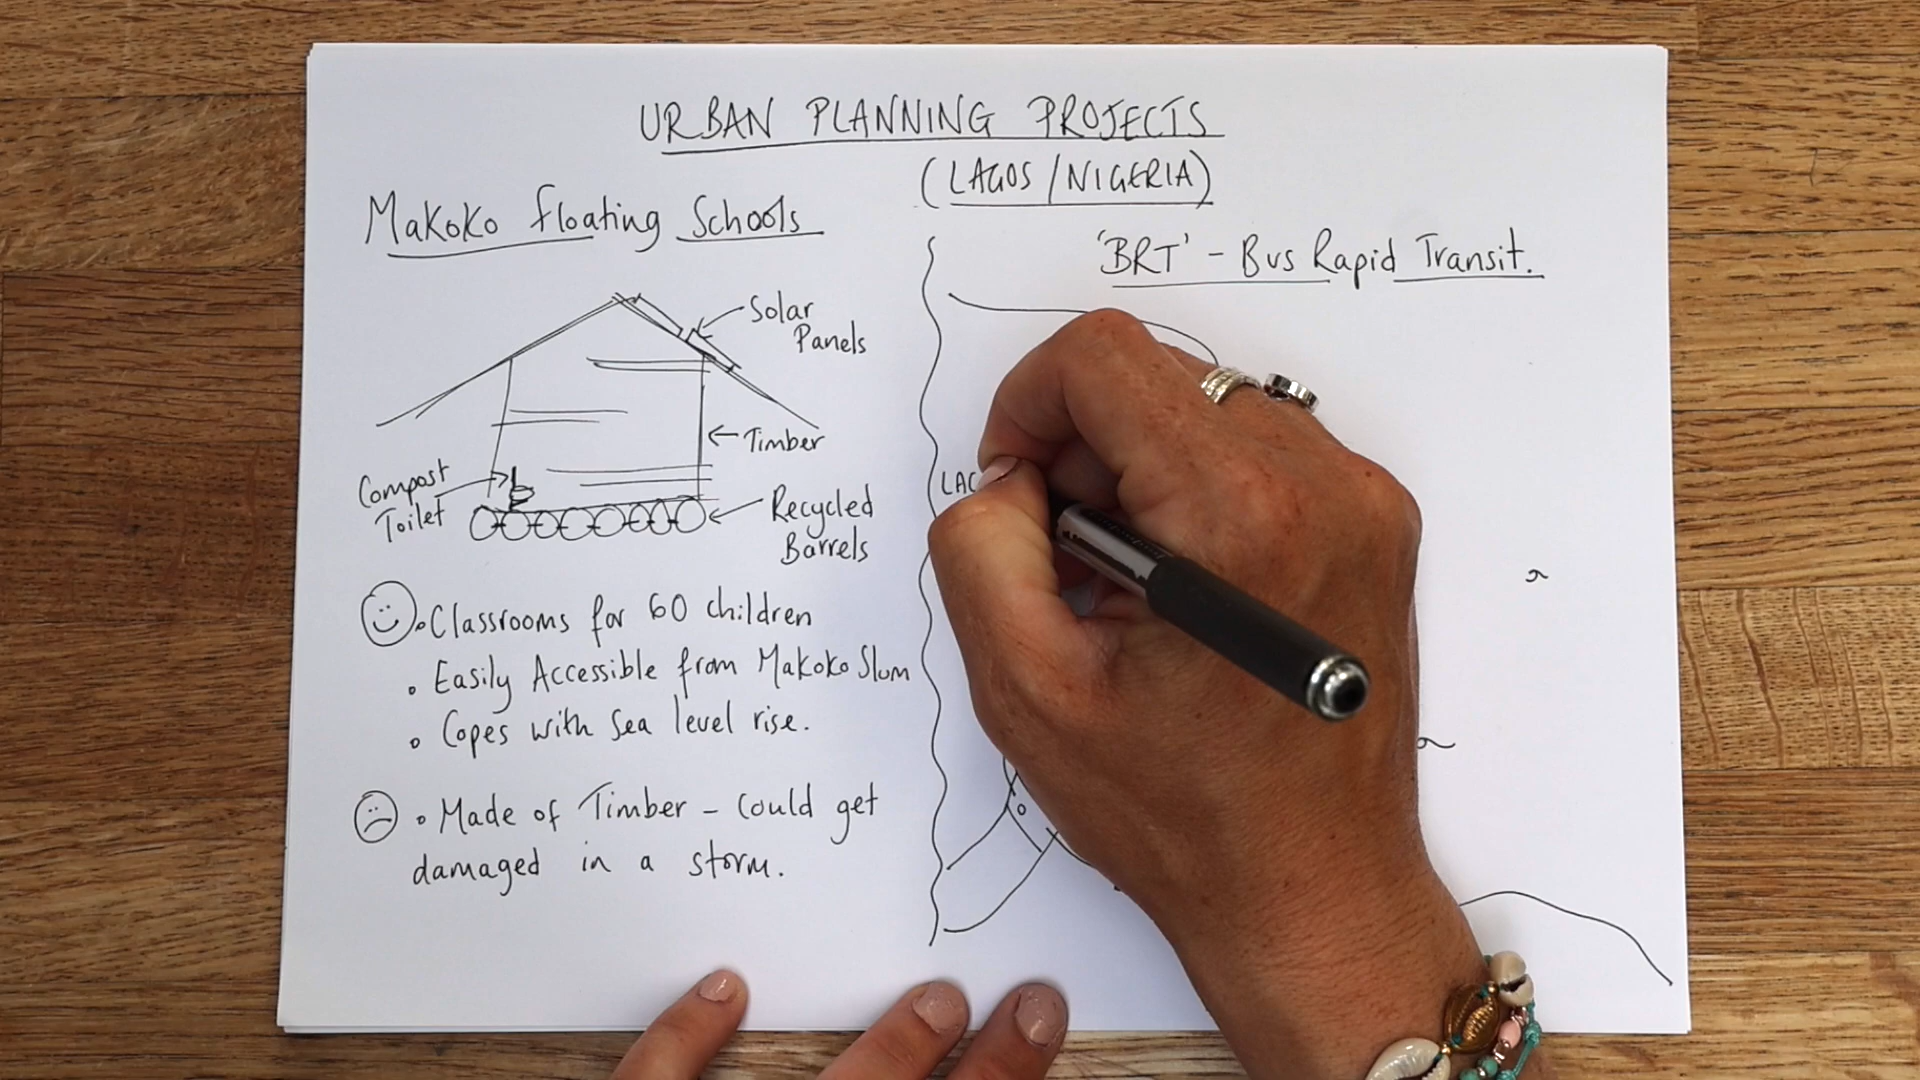 URBAN PLANNING PROJECTS
(LAGOS/NIGERIA)
Makoko Floating Schools
Solar
Panels
Timber
Compost
Toilet
Recycled
Barrels
Classrooms for 60 children
Easily Accessible from Makoko Slum
Copes with Sea level rise.
Made of Timber - Could get
damaged in a storm.
'BRT' - Bus Rapid Transit.
LAG